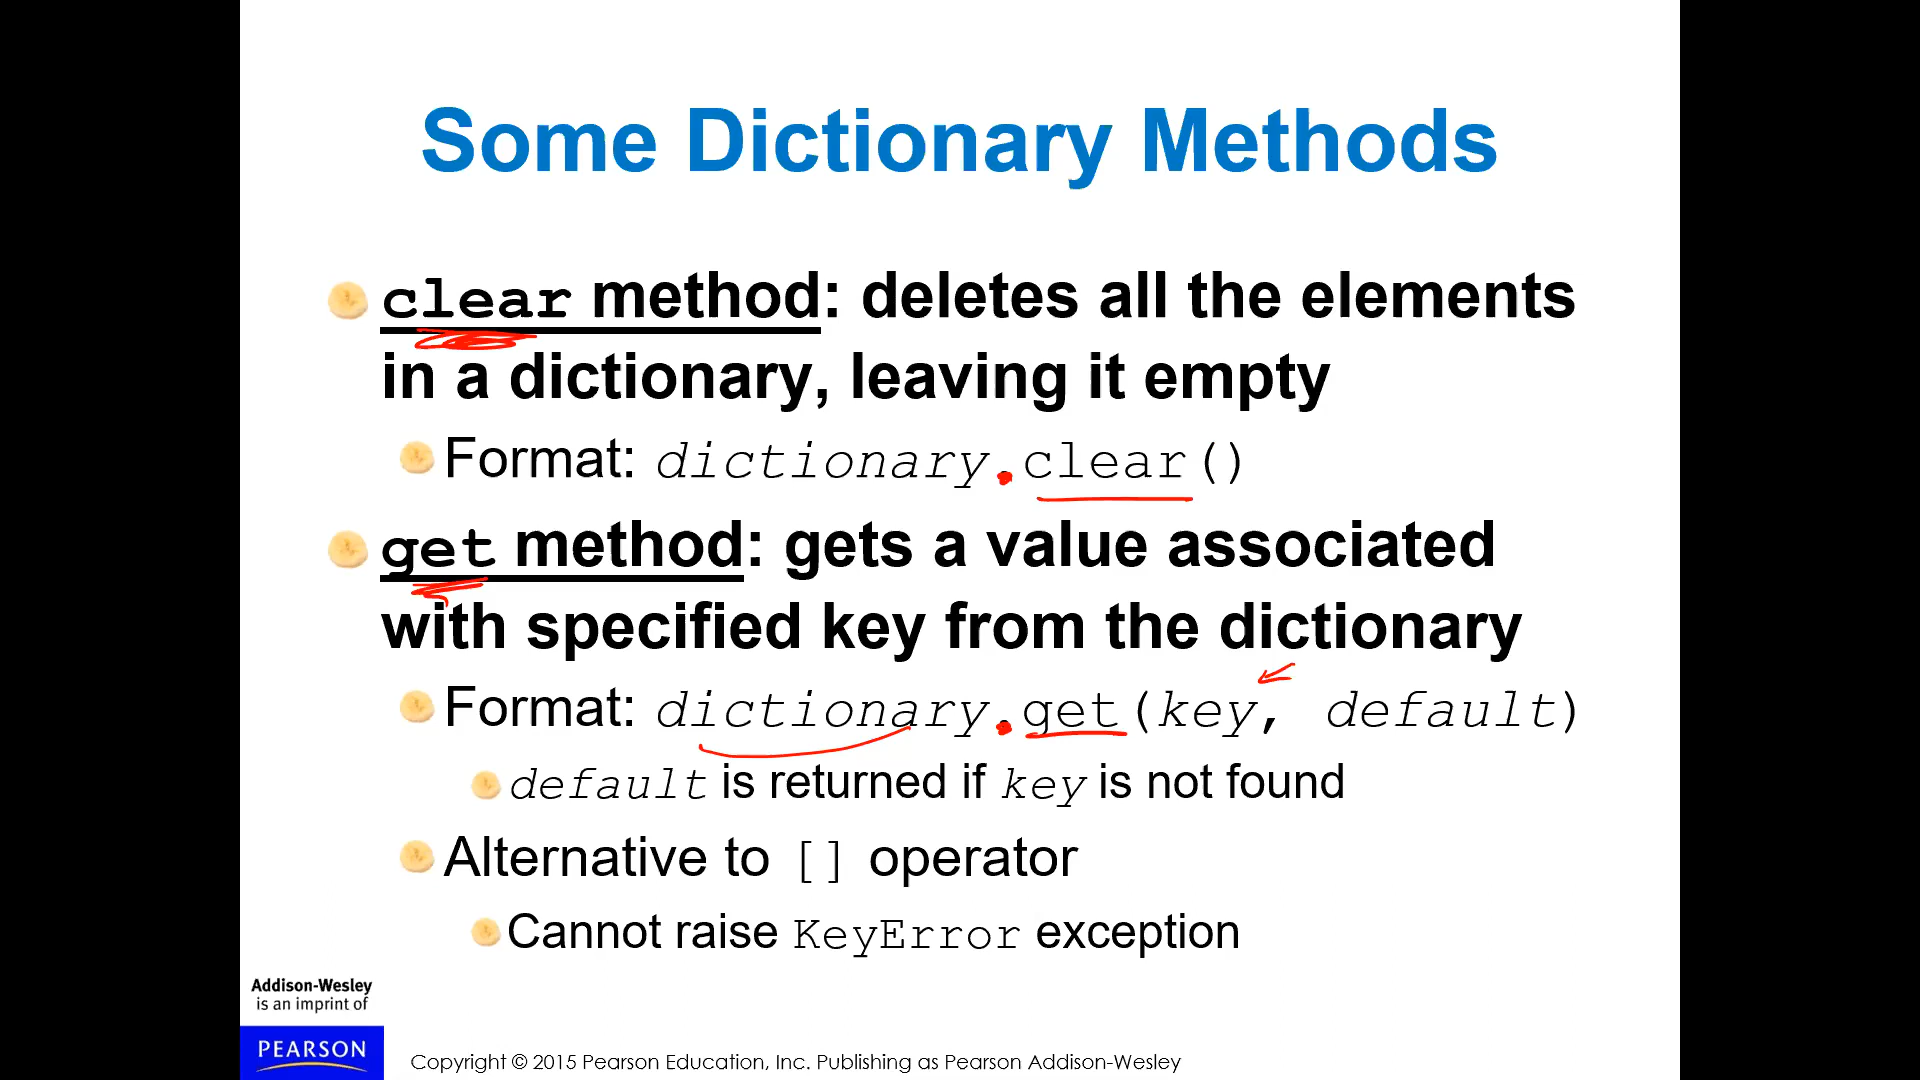 Some Dictionary Methods
clear method: deletes all the elements
in a dictionary, leaving it empty
Format: dictionary.clear()
get method: gets a value associated
with specified key from the dictionary
Format: dictionary.get(key, default)
default is returned if key is not found
Alternative to [] operator
Cannot raise KeyError exception
Addison-Wesley
is an imprint of
PEARSON
Copyright © 2015 Pearson Education, Inc. Publishing as Pearson Addison-Wesley